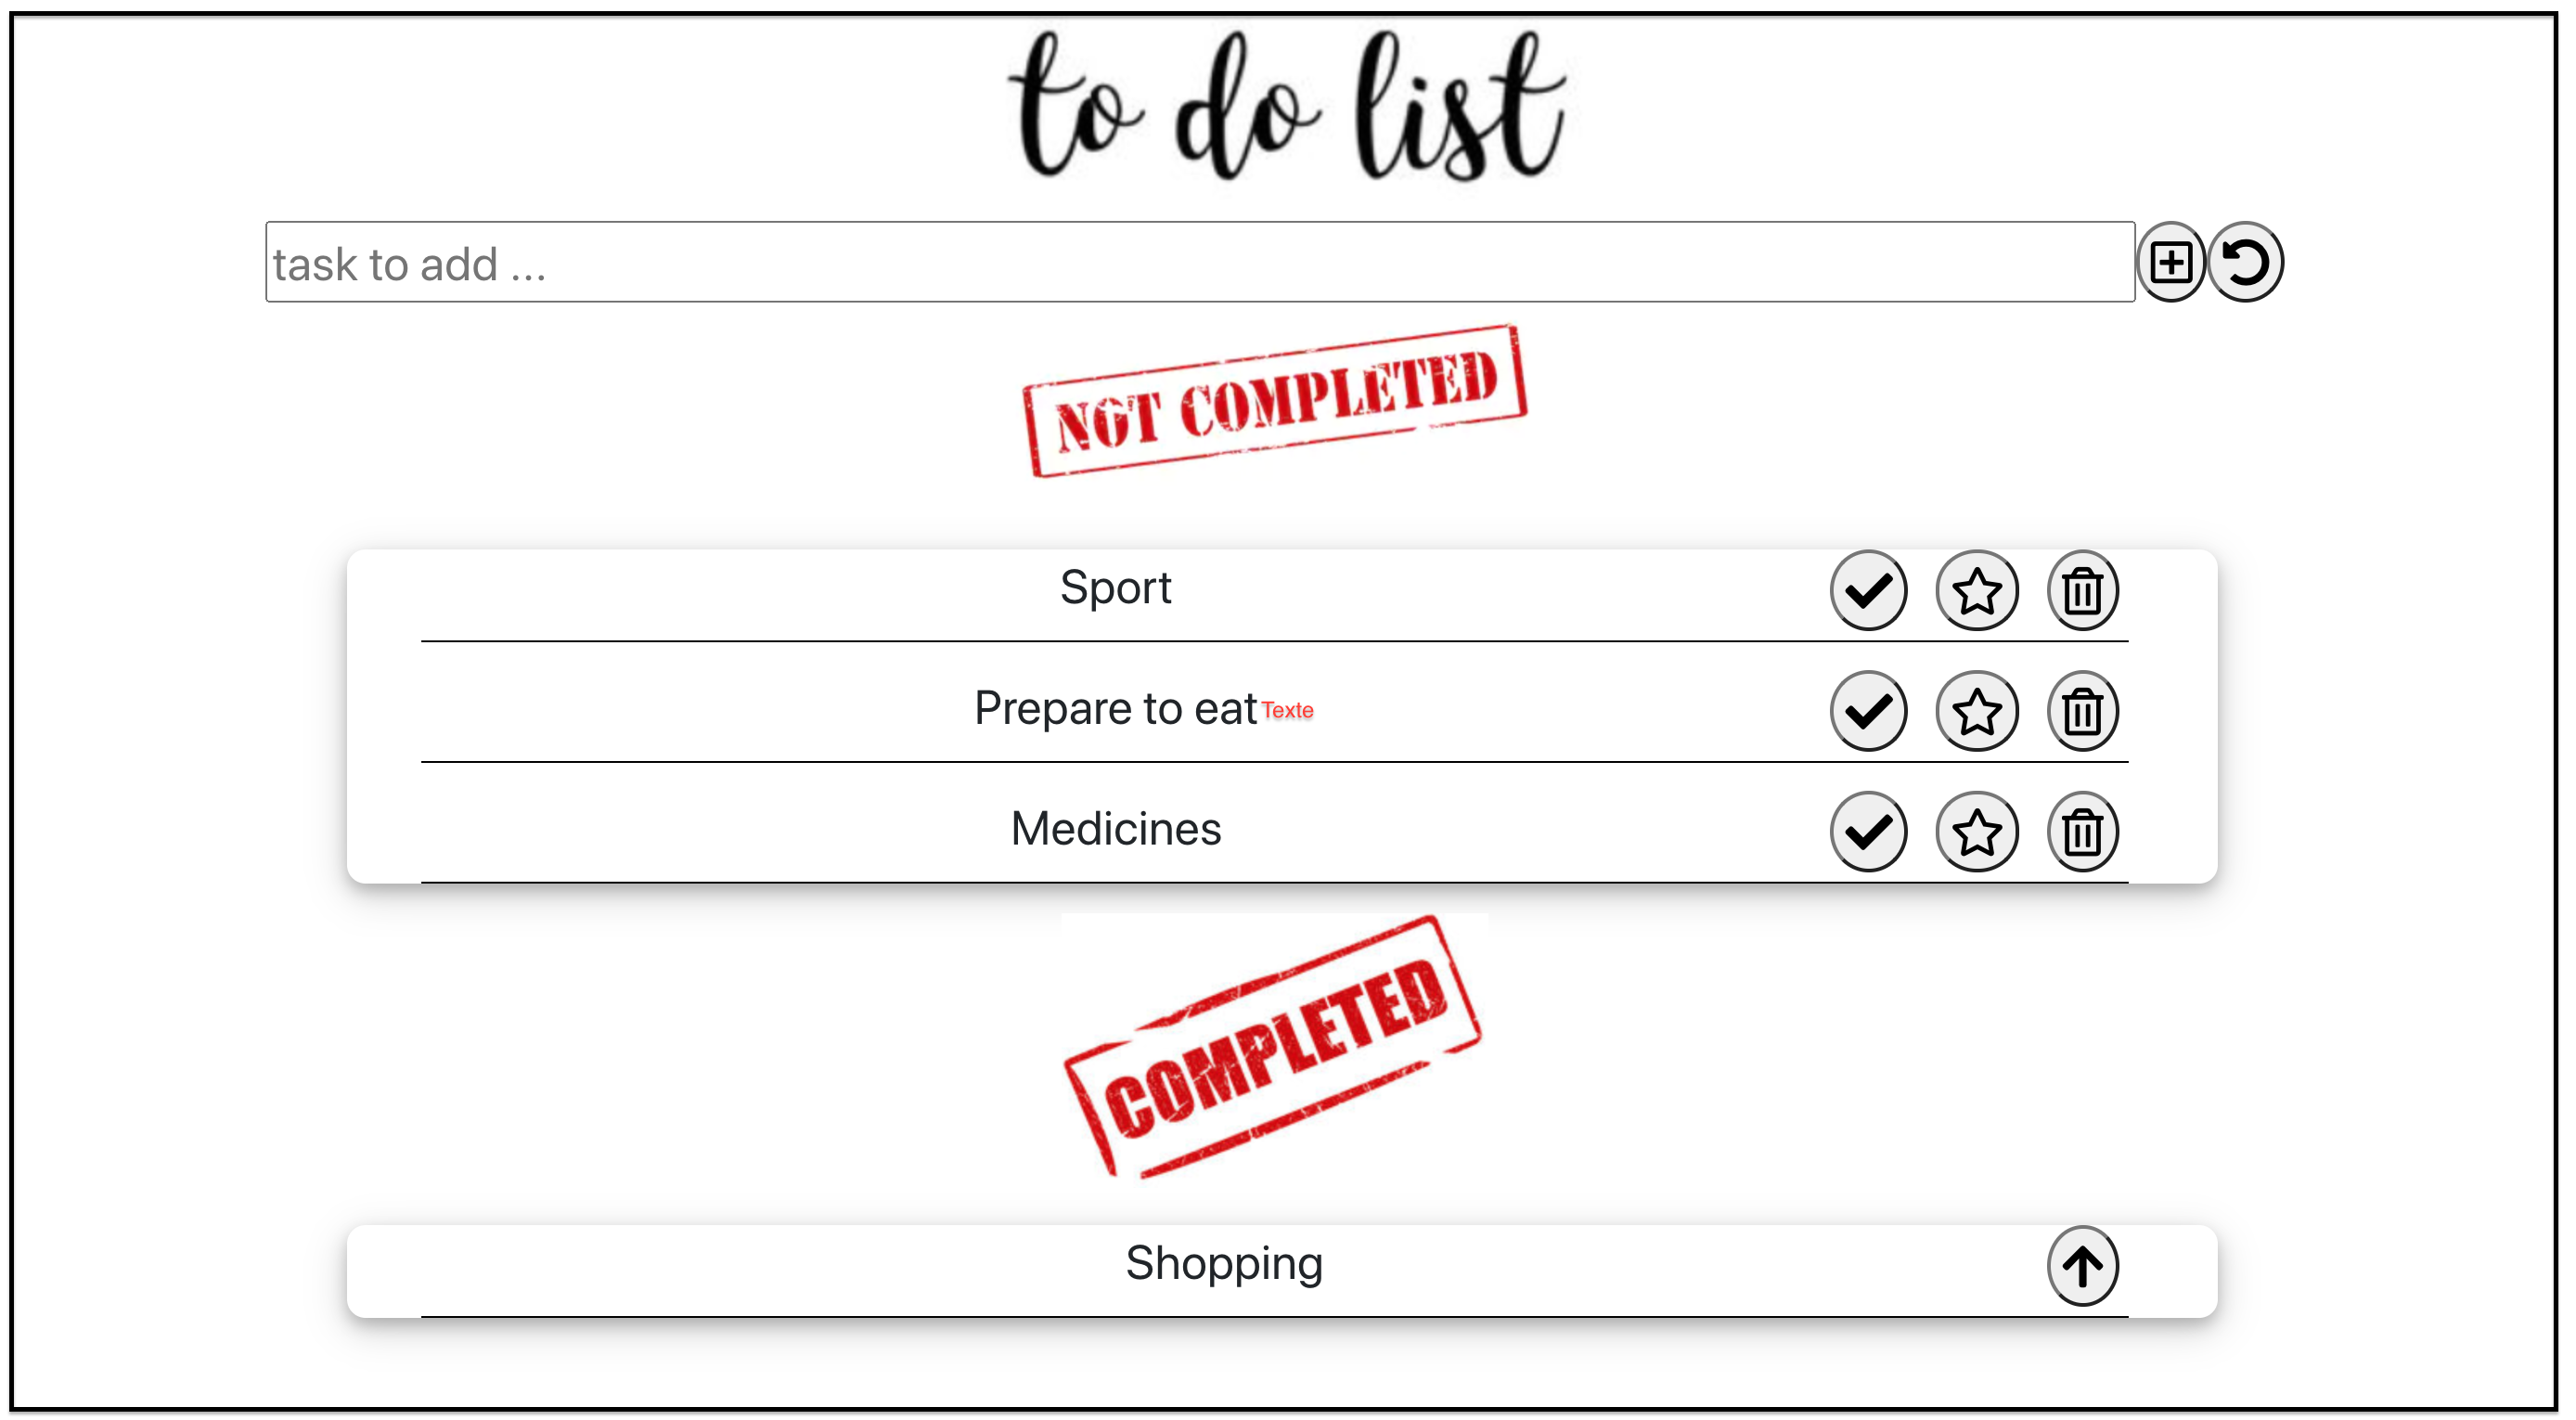 to do list
task to add ...
NOT COMPLETED
Sport
Prepare to eat Texte
Medicines
COMPLETED
Shopping